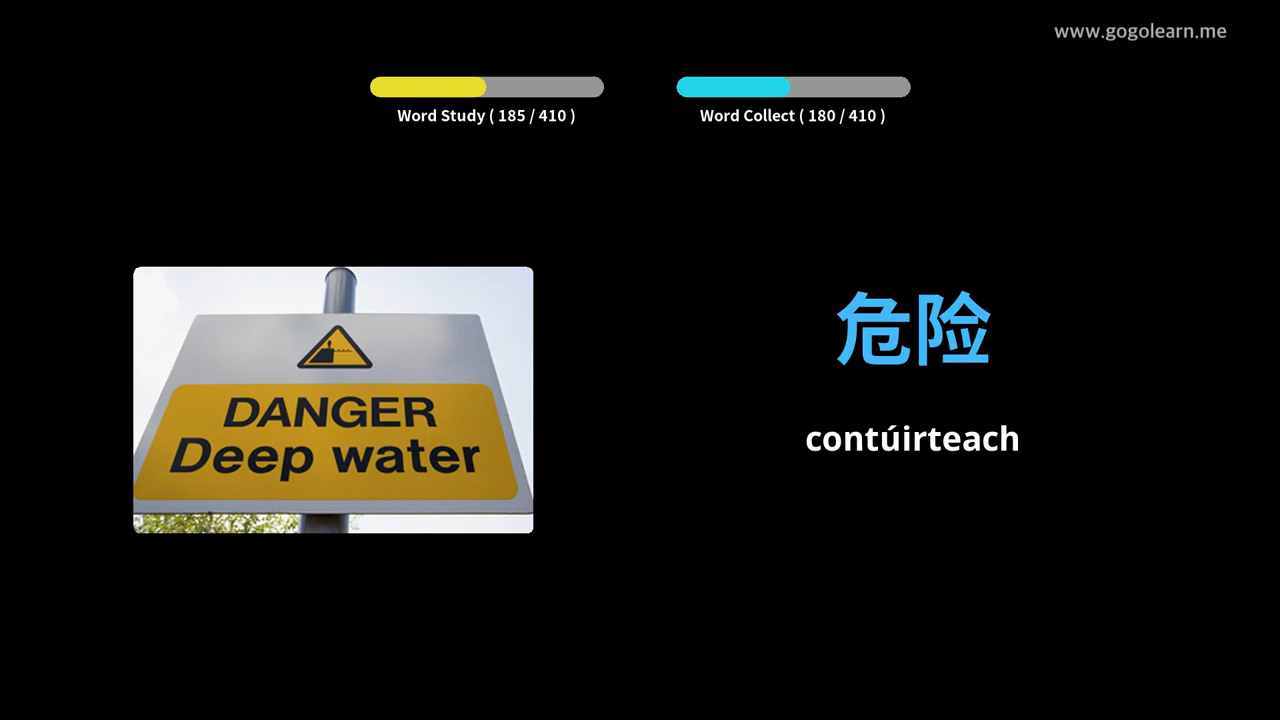 www.gogolearn.me
Word Study ( 185 / 410 )
Word Collect ( 180 / 410 )
DANGER
Deep water
危险
contúirteach